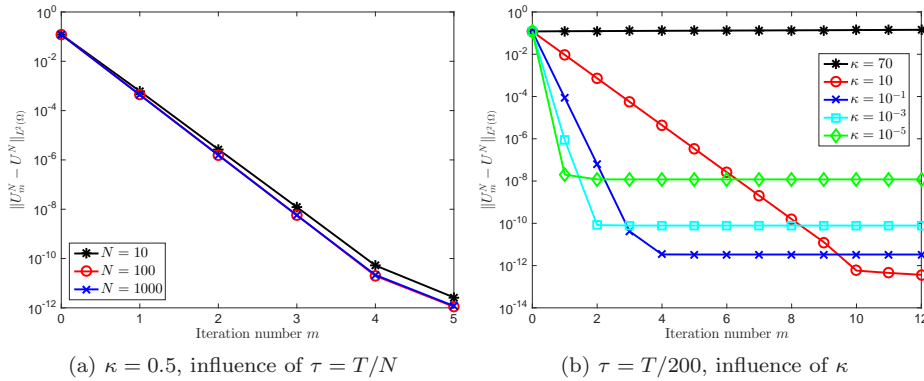 10^0
10^-2
10^-4
10^-6
10^-8
10^-10
10^-12
‖U_m^N − U^N‖_{L²(Ω)}
N = 10
N = 100
N = 1000
0 1 2 3 4 5
Iteration number m
(a) κ = 0.5, influence of τ = T/N
10^0
10^-2
10^-4
10^-6
10^-8
10^-10
10^-12
10^-14
‖U_m^N − U^N‖_{L²(Ω)}
κ = 70
κ = 10
κ = 10^-1
κ = 10^-3
κ = 10^-5
0 2 4 6 8 10 12
Iteration number m
(b) τ = T/200, influence of κ